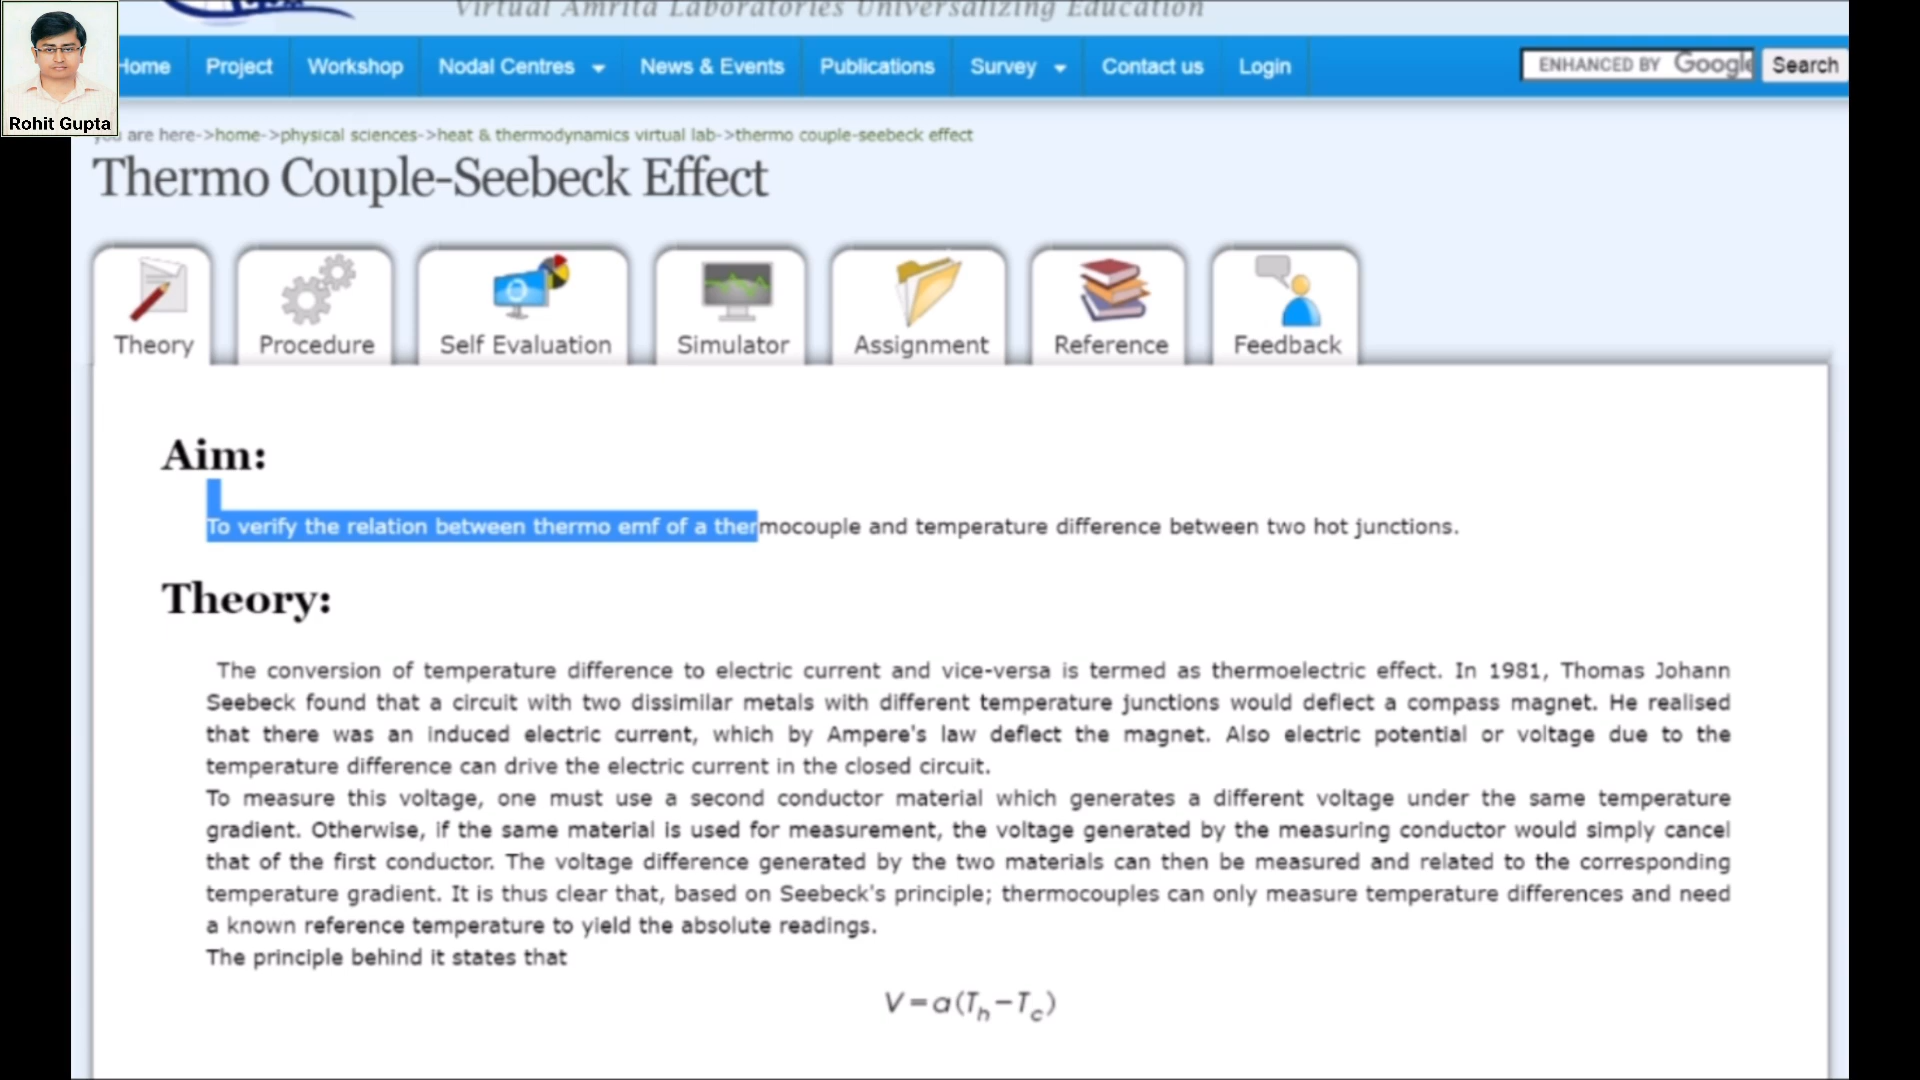 Virtual Amrita Laboratories Universalizing Education
Home Project Workshop Nodal Centres News & Events Publications Survey Contact us Login ENHANCED BY Google Search
Rohit Gupta
you are here->home->physical sciences->heat & thermodynamics virtual lab->thermo couple-seebeck effect
Thermo Couple-Seebeck Effect
Theory Procedure Self Evaluation Simulator Assignment Reference Feedback
Aim:
To verify the relation between thermo emf of a thermocouple and temperature difference between two hot junctions.
Theory:
The conversion of temperature difference to electric current and vice-versa is termed as thermoelectric effect. In 1981, Thomas Johann
Seebeck found that a circuit with two dissimilar metals with different temperature junctions would deflect a compass magnet. He realised
that there was an induced electric current, which by Ampere's law deflect the magnet. Also electric potential or voltage due to the
temperature difference can drive the electric current in the closed circuit.
To measure this voltage, one must use a second conductor material which generates a different voltage under the same temperature
gradient. Otherwise, if the same material is used for measurement, the voltage generated by the measuring conductor would simply cancel
that of the first conductor. The voltage difference generated by the two materials can then be measured and related to the corresponding
temperature gradient. It is thus clear that, based on Seebeck's principle; thermocouples can only measure temperature differences and need
a known reference temperature to yield the absolute readings.
The principle behind it states that
V=a(Th−Tc)